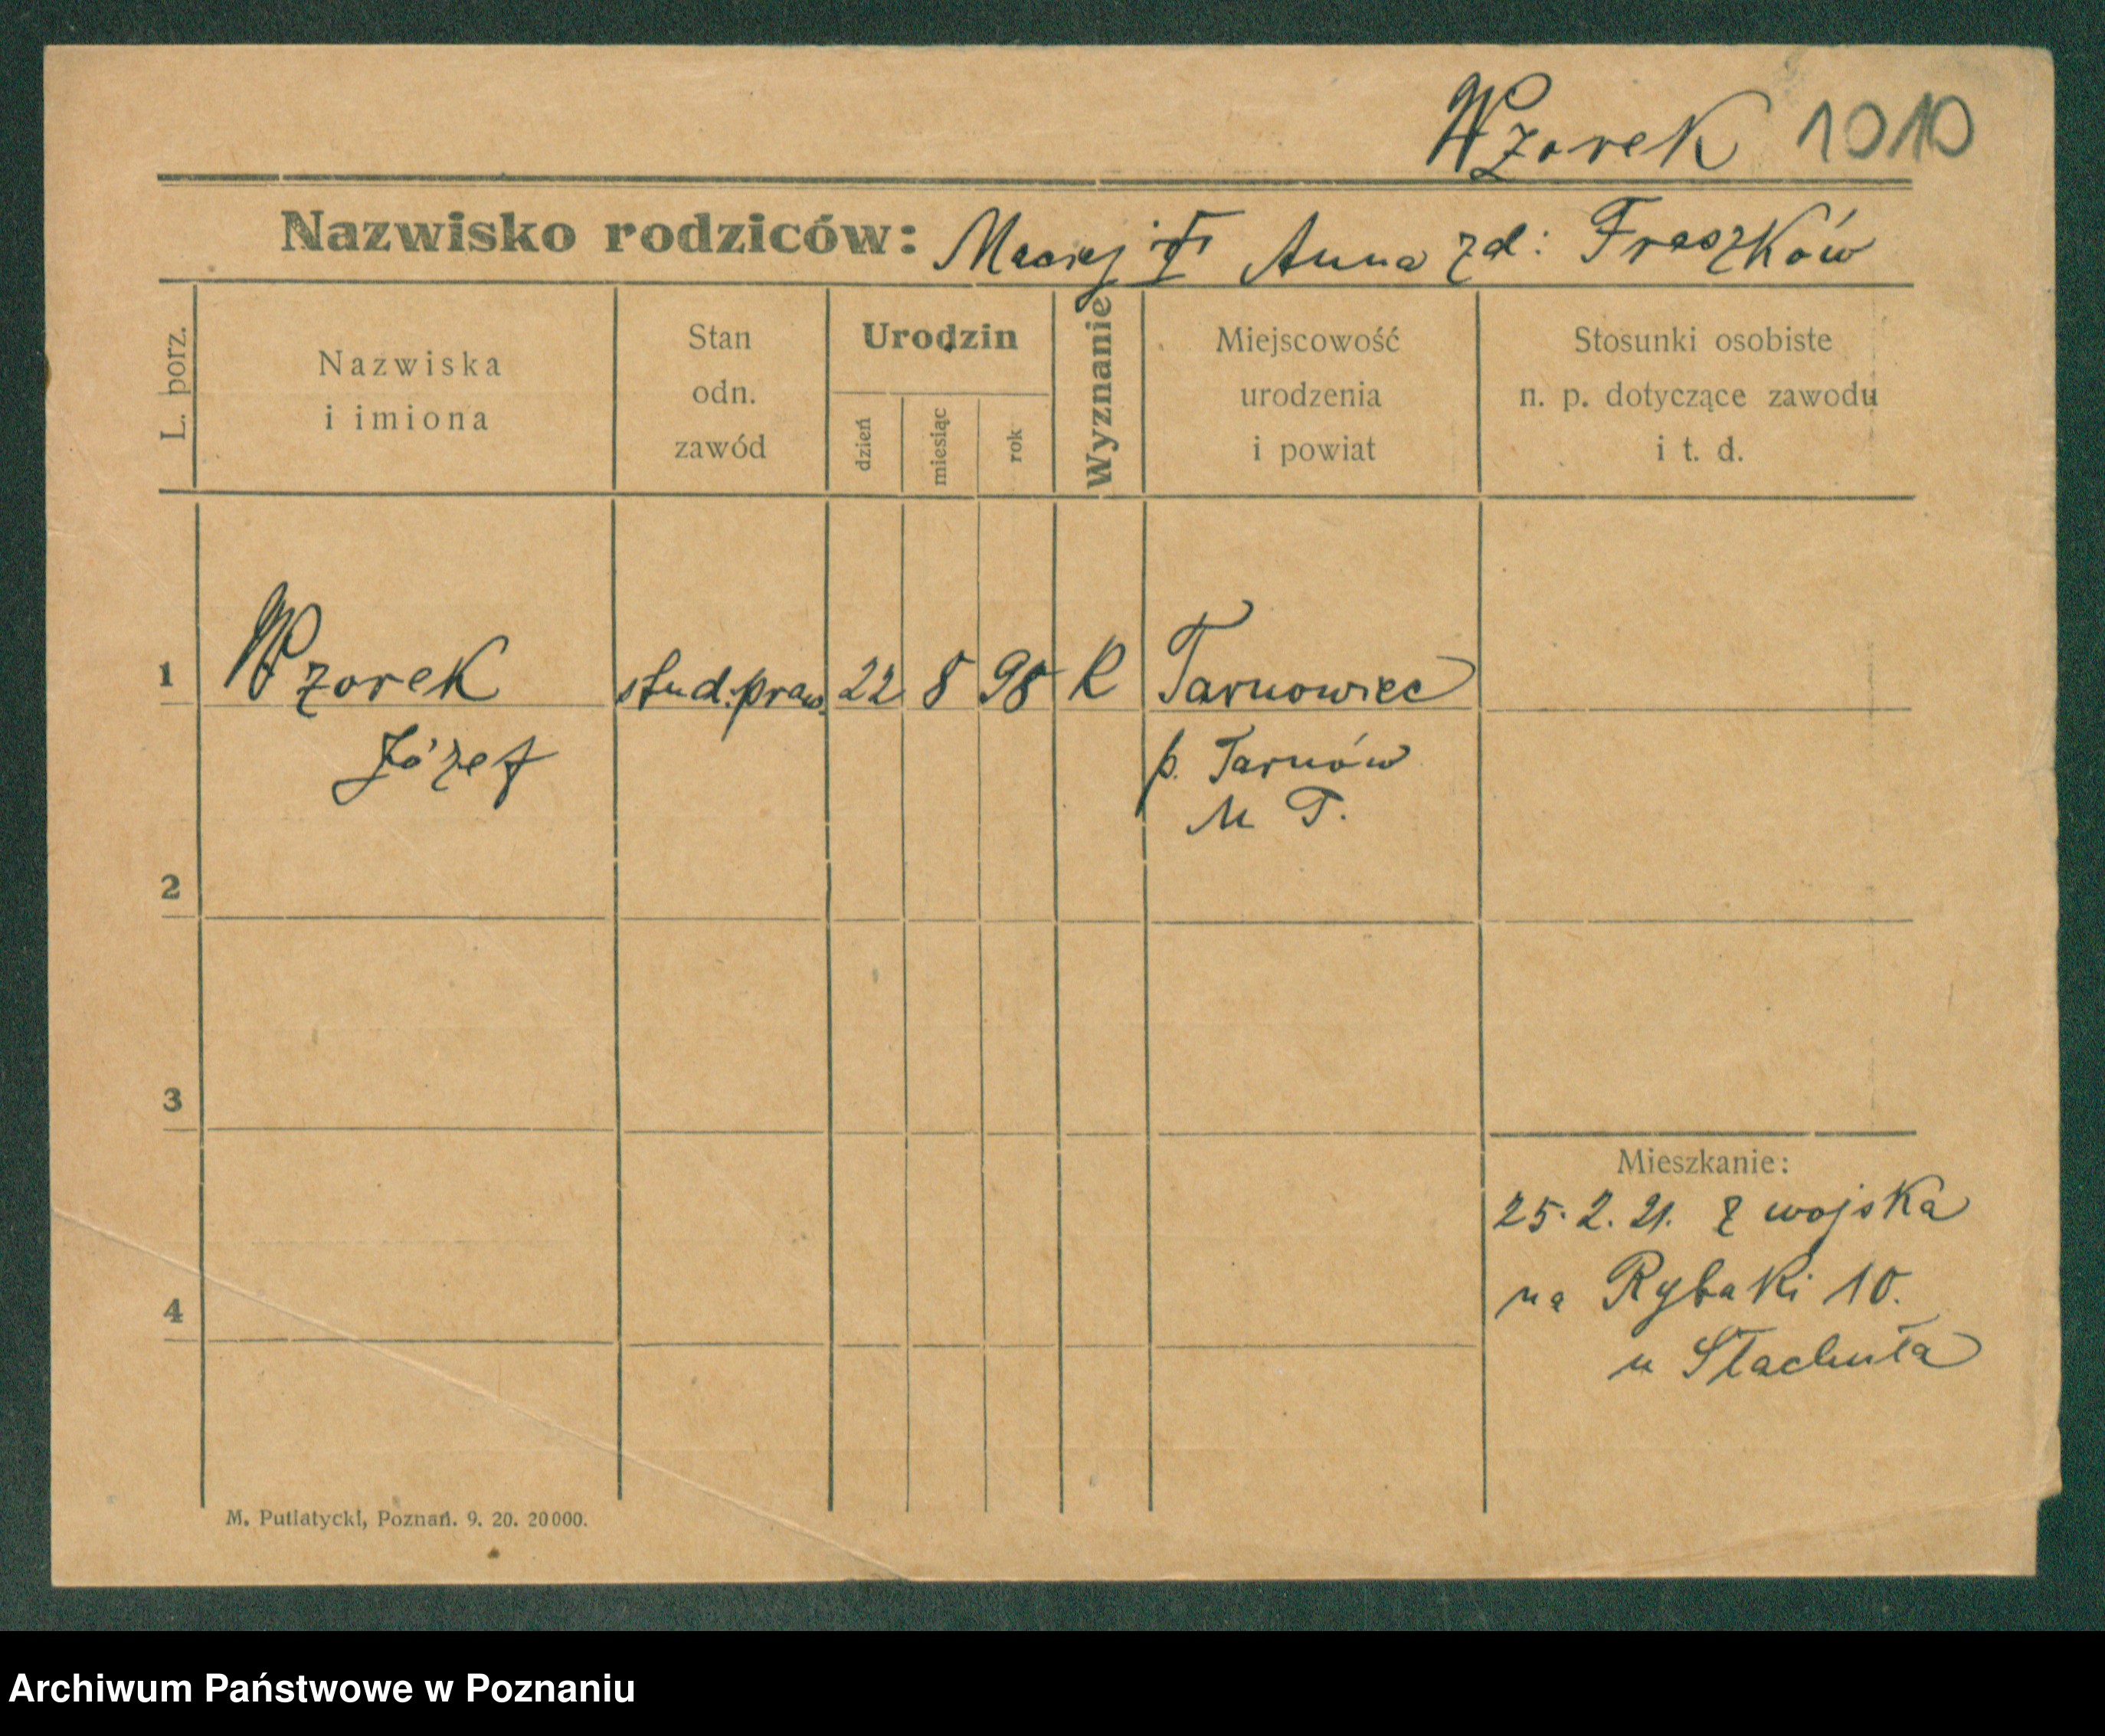 Wzorek 1010
Nazwisko rodziców: Maciej i Anna zd: Fraszków
L. porz.
Nazwiska
i imiona
Stan
odn.
zawód
Urodzin
dzień
miesiąc
rok
Wyznanie
Miejscowość
urodzenia
i powiat
Stosunki osobiste
n. p. dotyczące zawodu
i t. d.
1 Wzorek stud. praw. 22 8 98 R Tarnowiec
Józef p. Tarnów
M T.
2
3
Mieszkanie:
25.2.21. z wojska
na Rybaki 10.
4
u Stachuła
M. Putiatycki, Poznań. 9. 20. 20000.
Archiwum Państwowe w Poznaniu